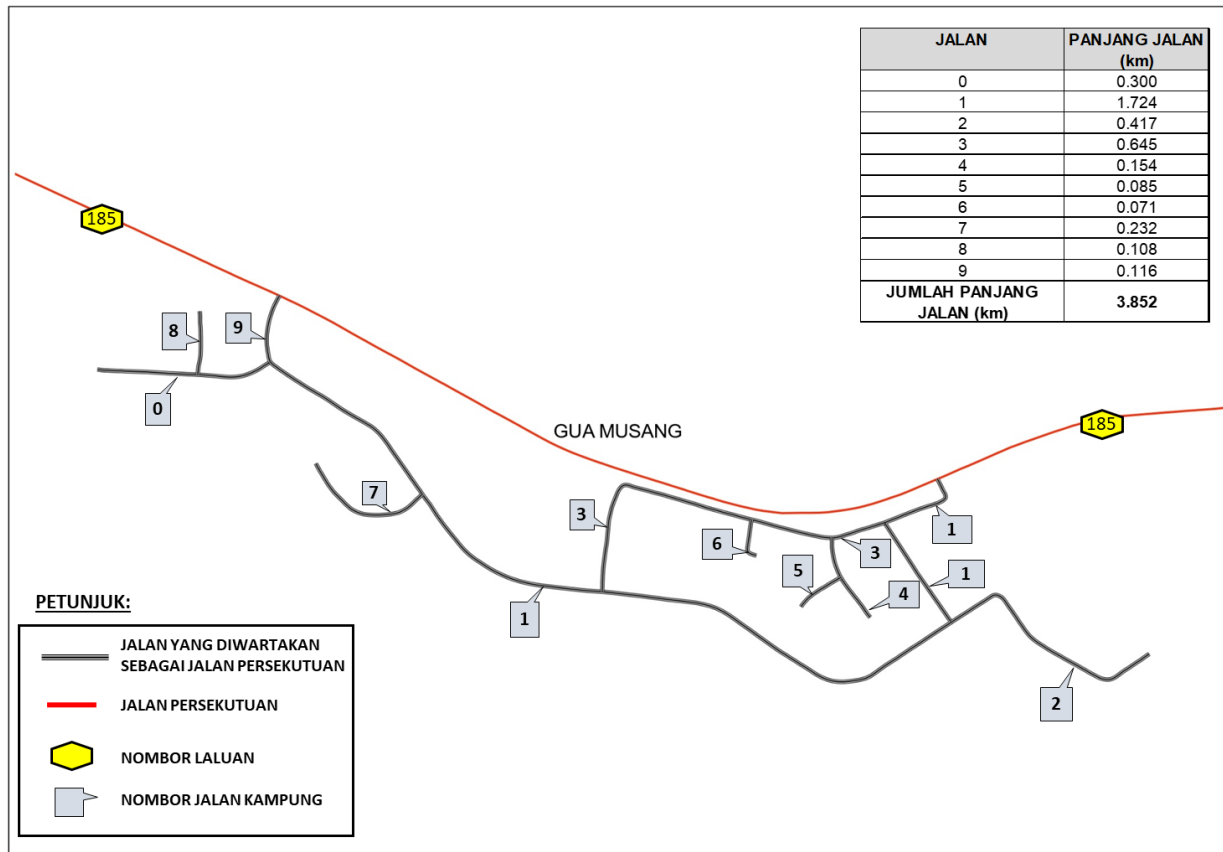 JALAN PANJANG JALAN (km)
0 0.300
1 1.724
2 0.417
3 0.645
4 0.154
5 0.085
6 0.071
7 0.232
8 0.108
9 0.116
JUMLAH PANJANG JALAN (km) 3.852
185
8
9
0
GUA MUSANG
185
7
3
1
6
3
5
1
4
1
2
PETUNJUK:
JALAN YANG DIWARTAKAN
SEBAGAI JALAN PERSEKUTUAN
JALAN PERSEKUTUAN
NOMBOR LALUAN
NOMBOR JALAN KAMPUNG